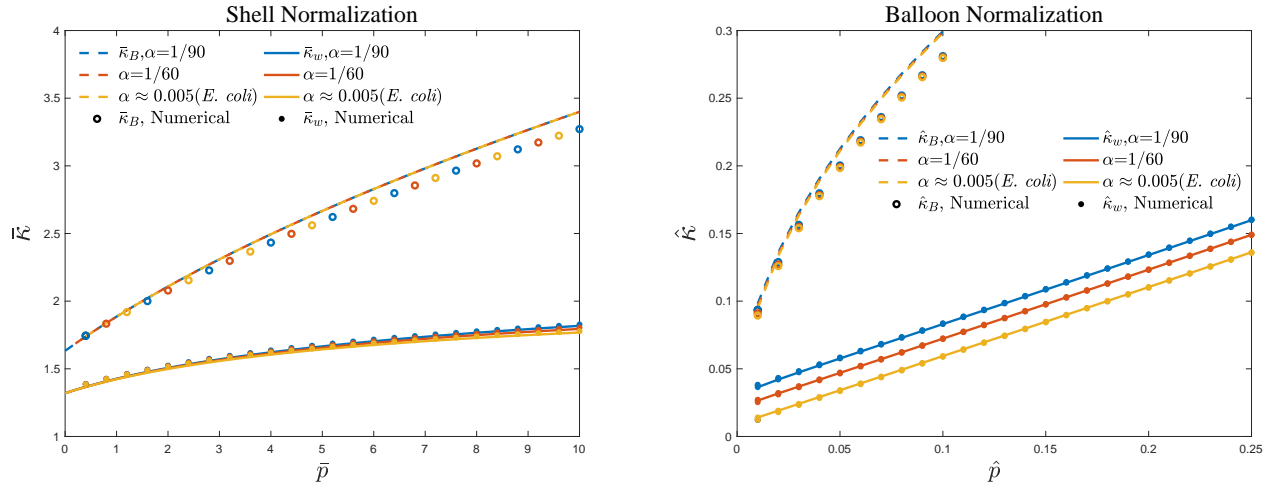 Shell Normalization
4
3.5
3
2.5
2
1.5
1
κ̄
κ̄_B,α=1/90
α=1/60
α ≈ 0.005(E. coli)
κ̄_B, Numerical
κ̄_w,α=1/90
α=1/60
α ≈ 0.005(E. coli)
κ̄_w, Numerical
0 1 2 3 4 5 6 7 8 9 10
p̄
Balloon Normalization
0.3
0.25
0.2
0.15
0.1
0.05
0
κ̂
κ̂_B,α=1/90
α=1/60
α ≈ 0.005(E. coli)
κ̂_B, Numerical
κ̂_w,α=1/90
α=1/60
α ≈ 0.005(E. coli)
κ̂_w, Numerical
0 0.05 0.1 0.15 0.2 0.25
p̂